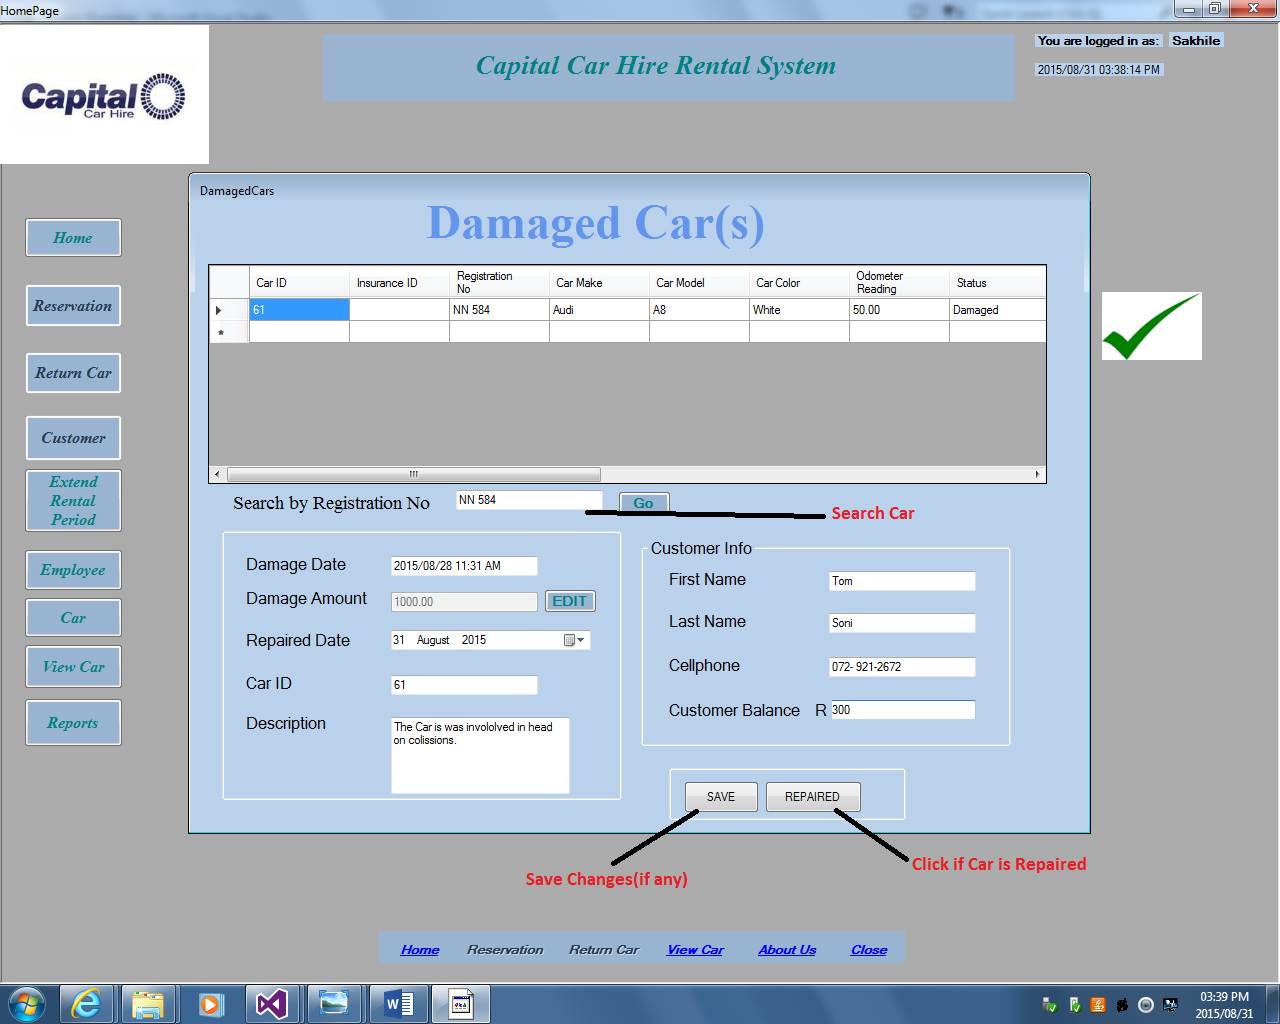 HomePage
Capital
Car Hire
Capital Car Hire Rental System
You are logged in as: Sakhile
2015/08/31 03:38:14 PM
DamagedCars
Damaged Car(s)
Home
Reservation
Return Car
Customer
Extend
Rental
Period
Employee
Car
View Car
Reports
Car ID Insurance ID Registration No Car Make Car Model Car Color Odometer Reading Status
61 NN 584 Audi A8 White 50.00 Damaged
Search by Registration No NN 584 Go
Search Car
Damage Date 2015/08/28 11:31 AM
Damage Amount 1000.00 EDIT
Repaired Date 31 August 2015
Car ID 61
Description The Car is was invololved in head
on colissions.
Customer Info
First Name Tom
Last Name Soni
Cellphone 072- 921-2672
Customer Balance R 300
SAVE REPAIRED
Click if Car is Repaired
Save Changes(if any)
Home Reservation Return Car View Car About Us Close
03:39 PM
2015/08/31